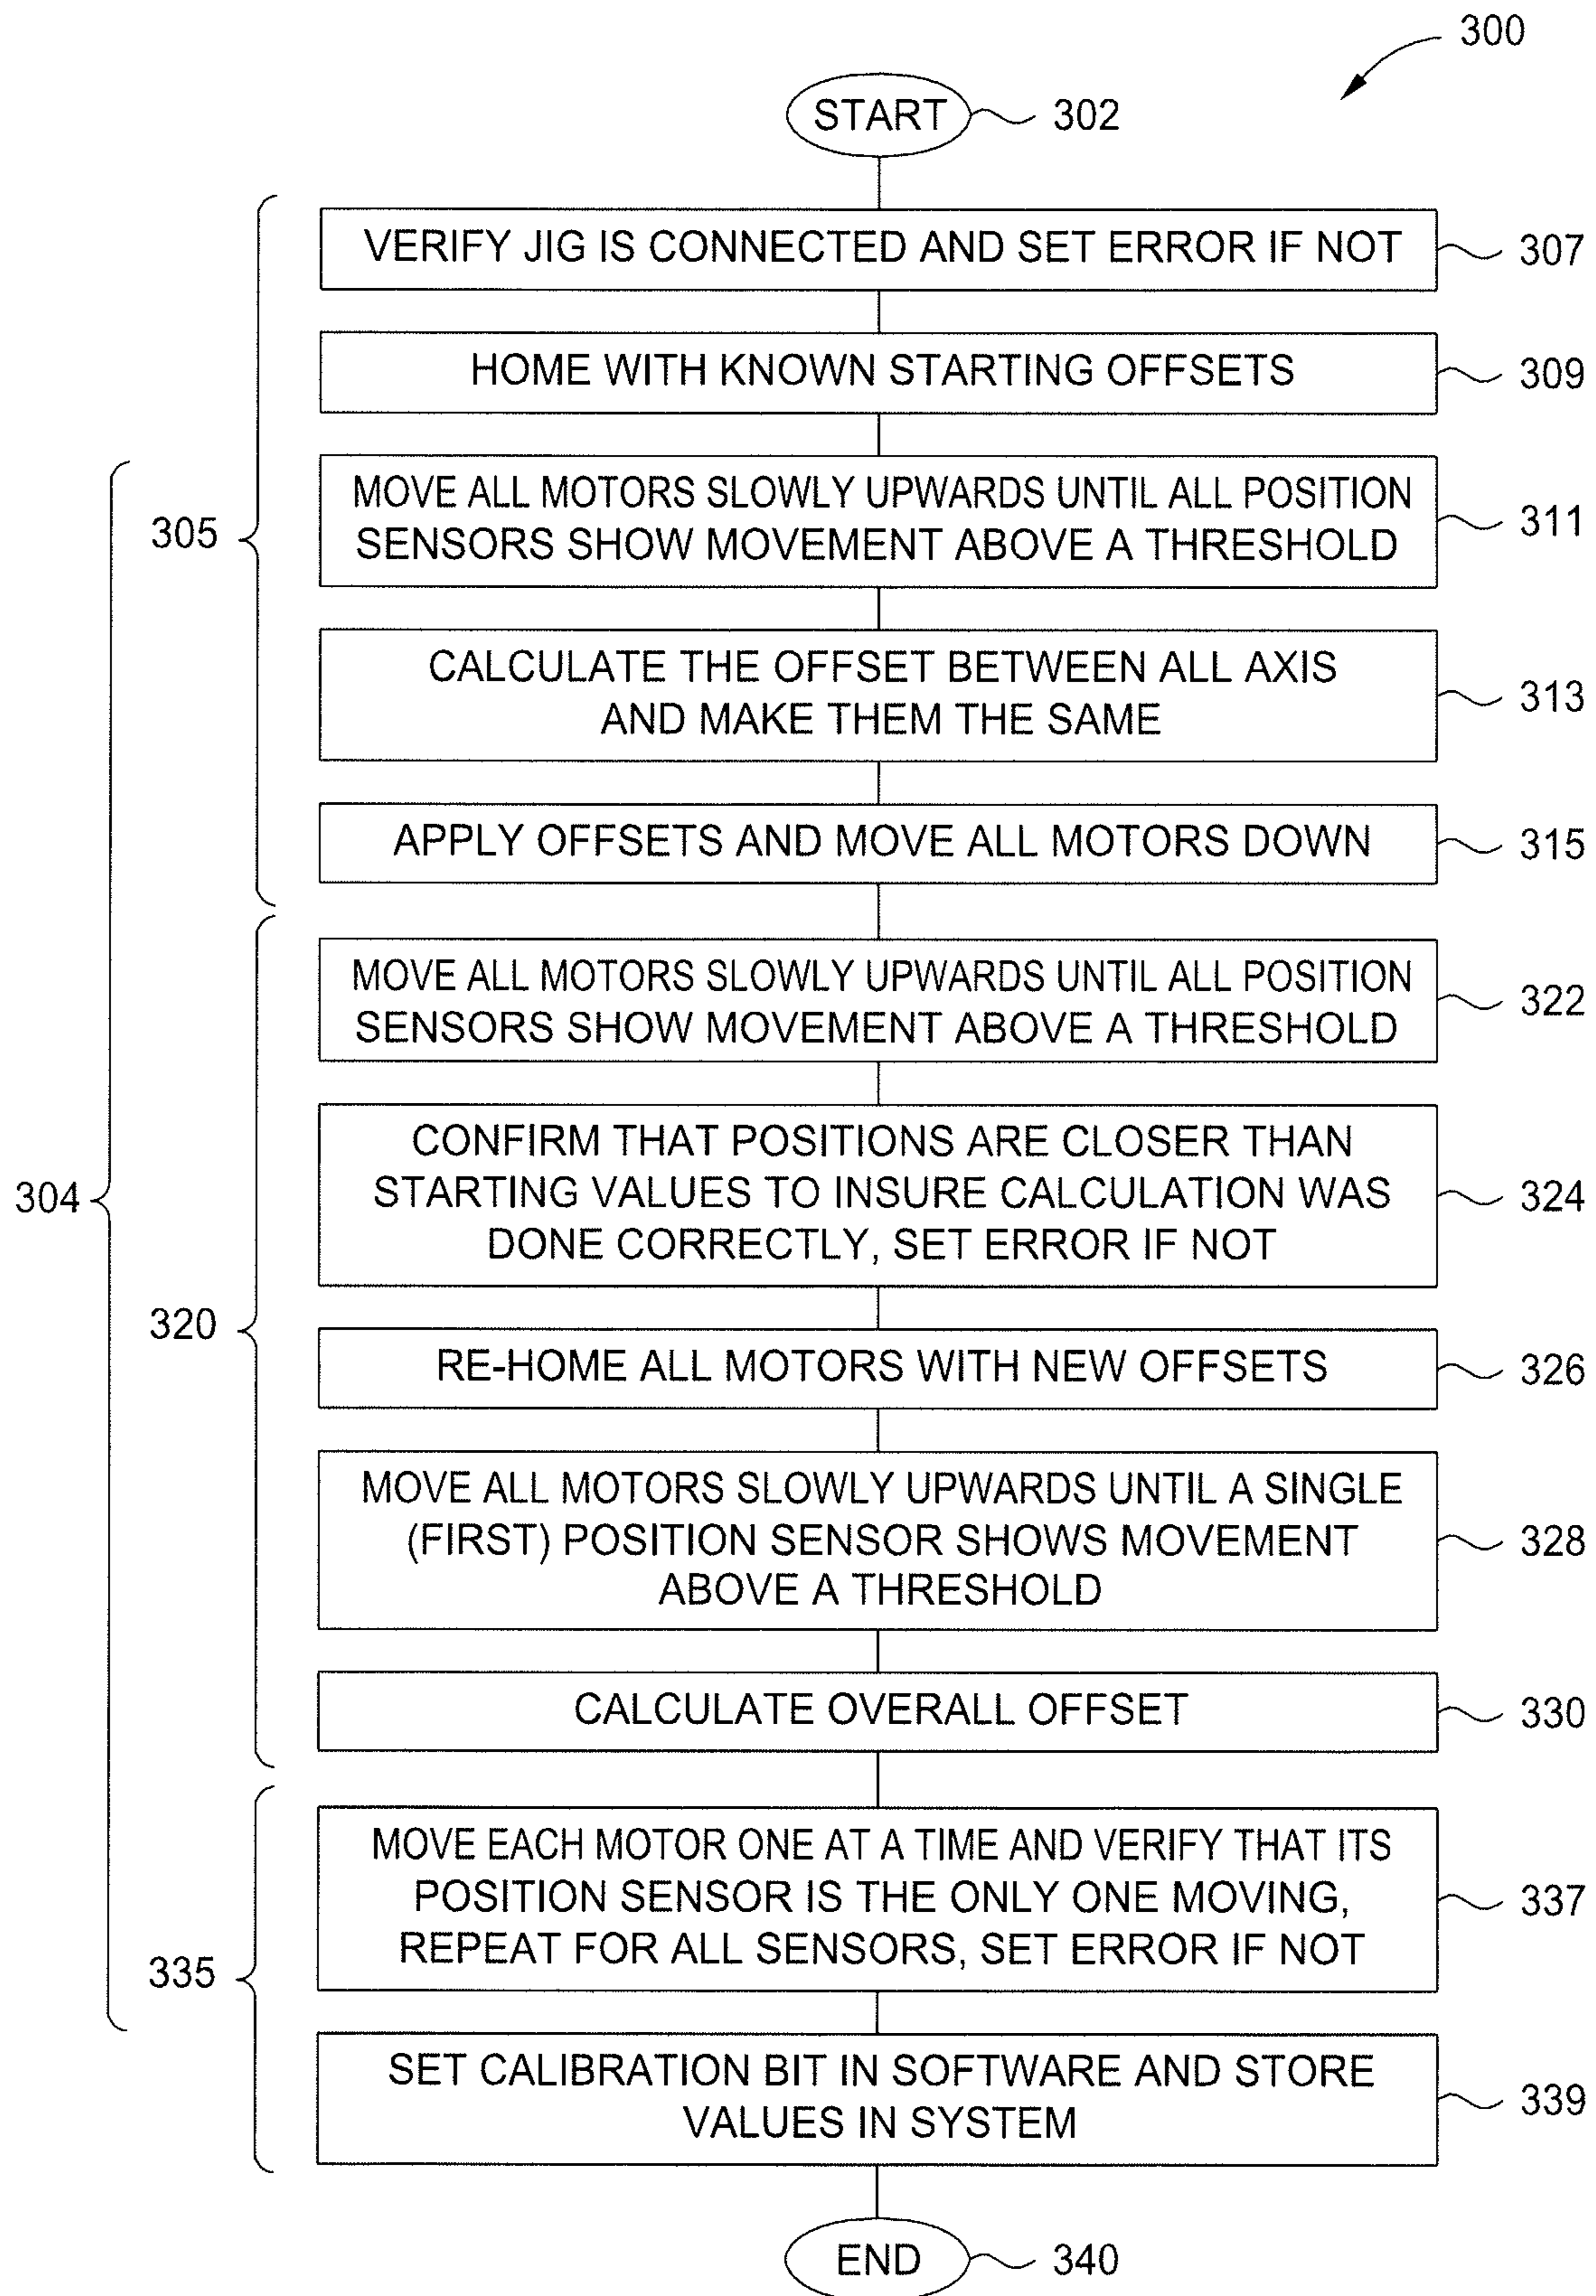 300
START 302
VERIFY JIG IS CONNECTED AND SET ERROR IF NOT 307
HOME WITH KNOWN STARTING OFFSETS 309
MOVE ALL MOTORS SLOWLY UPWARDS UNTIL ALL POSITION
SENSORS SHOW MOVEMENT ABOVE A THRESHOLD
311
305
CALCULATE THE OFFSET BETWEEN ALL AXIS
AND MAKE THEM THE SAME
313
APPLY OFFSETS AND MOVE ALL MOTORS DOWN 315
MOVE ALL MOTORS SLOWLY UPWARDS UNTIL ALL POSITION
SENSORS SHOW MOVEMENT ABOVE A THRESHOLD
322
CONFIRM THAT POSITIONS ARE CLOSER THAN
STARTING VALUES TO INSURE CALCULATION WAS
DONE CORRECTLY, SET ERROR IF NOT
324
304
320
RE-HOME ALL MOTORS WITH NEW OFFSETS 326
MOVE ALL MOTORS SLOWLY UPWARDS UNTIL A SINGLE
(FIRST) POSITION SENSOR SHOWS MOVEMENT
ABOVE A THRESHOLD
328
CALCULATE OVERALL OFFSET 330
MOVE EACH MOTOR ONE AT A TIME AND VERIFY THAT ITS
POSITION SENSOR IS THE ONLY ONE MOVING,
REPEAT FOR ALL SENSORS, SET ERROR IF NOT
337
335
SET CALIBRATION BIT IN SOFTWARE AND STORE
VALUES IN SYSTEM
339
END 340